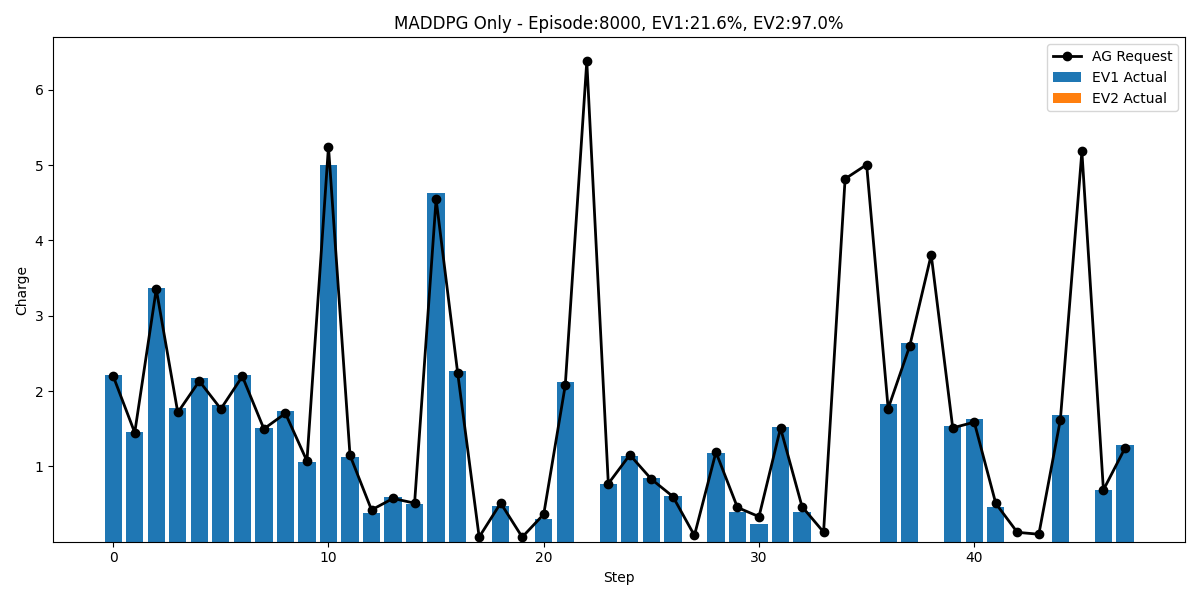 MADDPG Only - Episode:8000, EV1:21.6%, EV2:97.0%
AG Request
EV1 Actual
EV2 Actual
Charge
6
5
4
3
2
1
0 10 20 30 40
Step